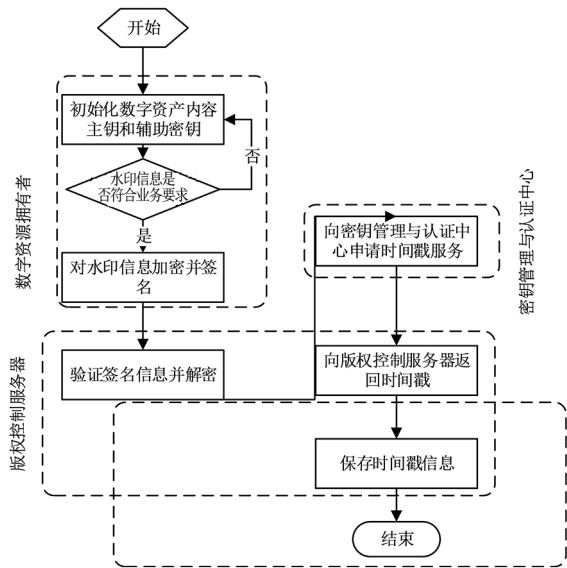 开始
初始化数字资产内容
主钥和辅助密钥
否
水印信息是
否符合业务要求
是
对水印信息加密并签
名
数字资源拥有者
向密钥管理与认证中
心申请时间戳服务
密钥管理与认证中心
验证签名信息并解密
向版权控制服务器返
回时间戳
版权控制服务器
保存时间戳信息
结束